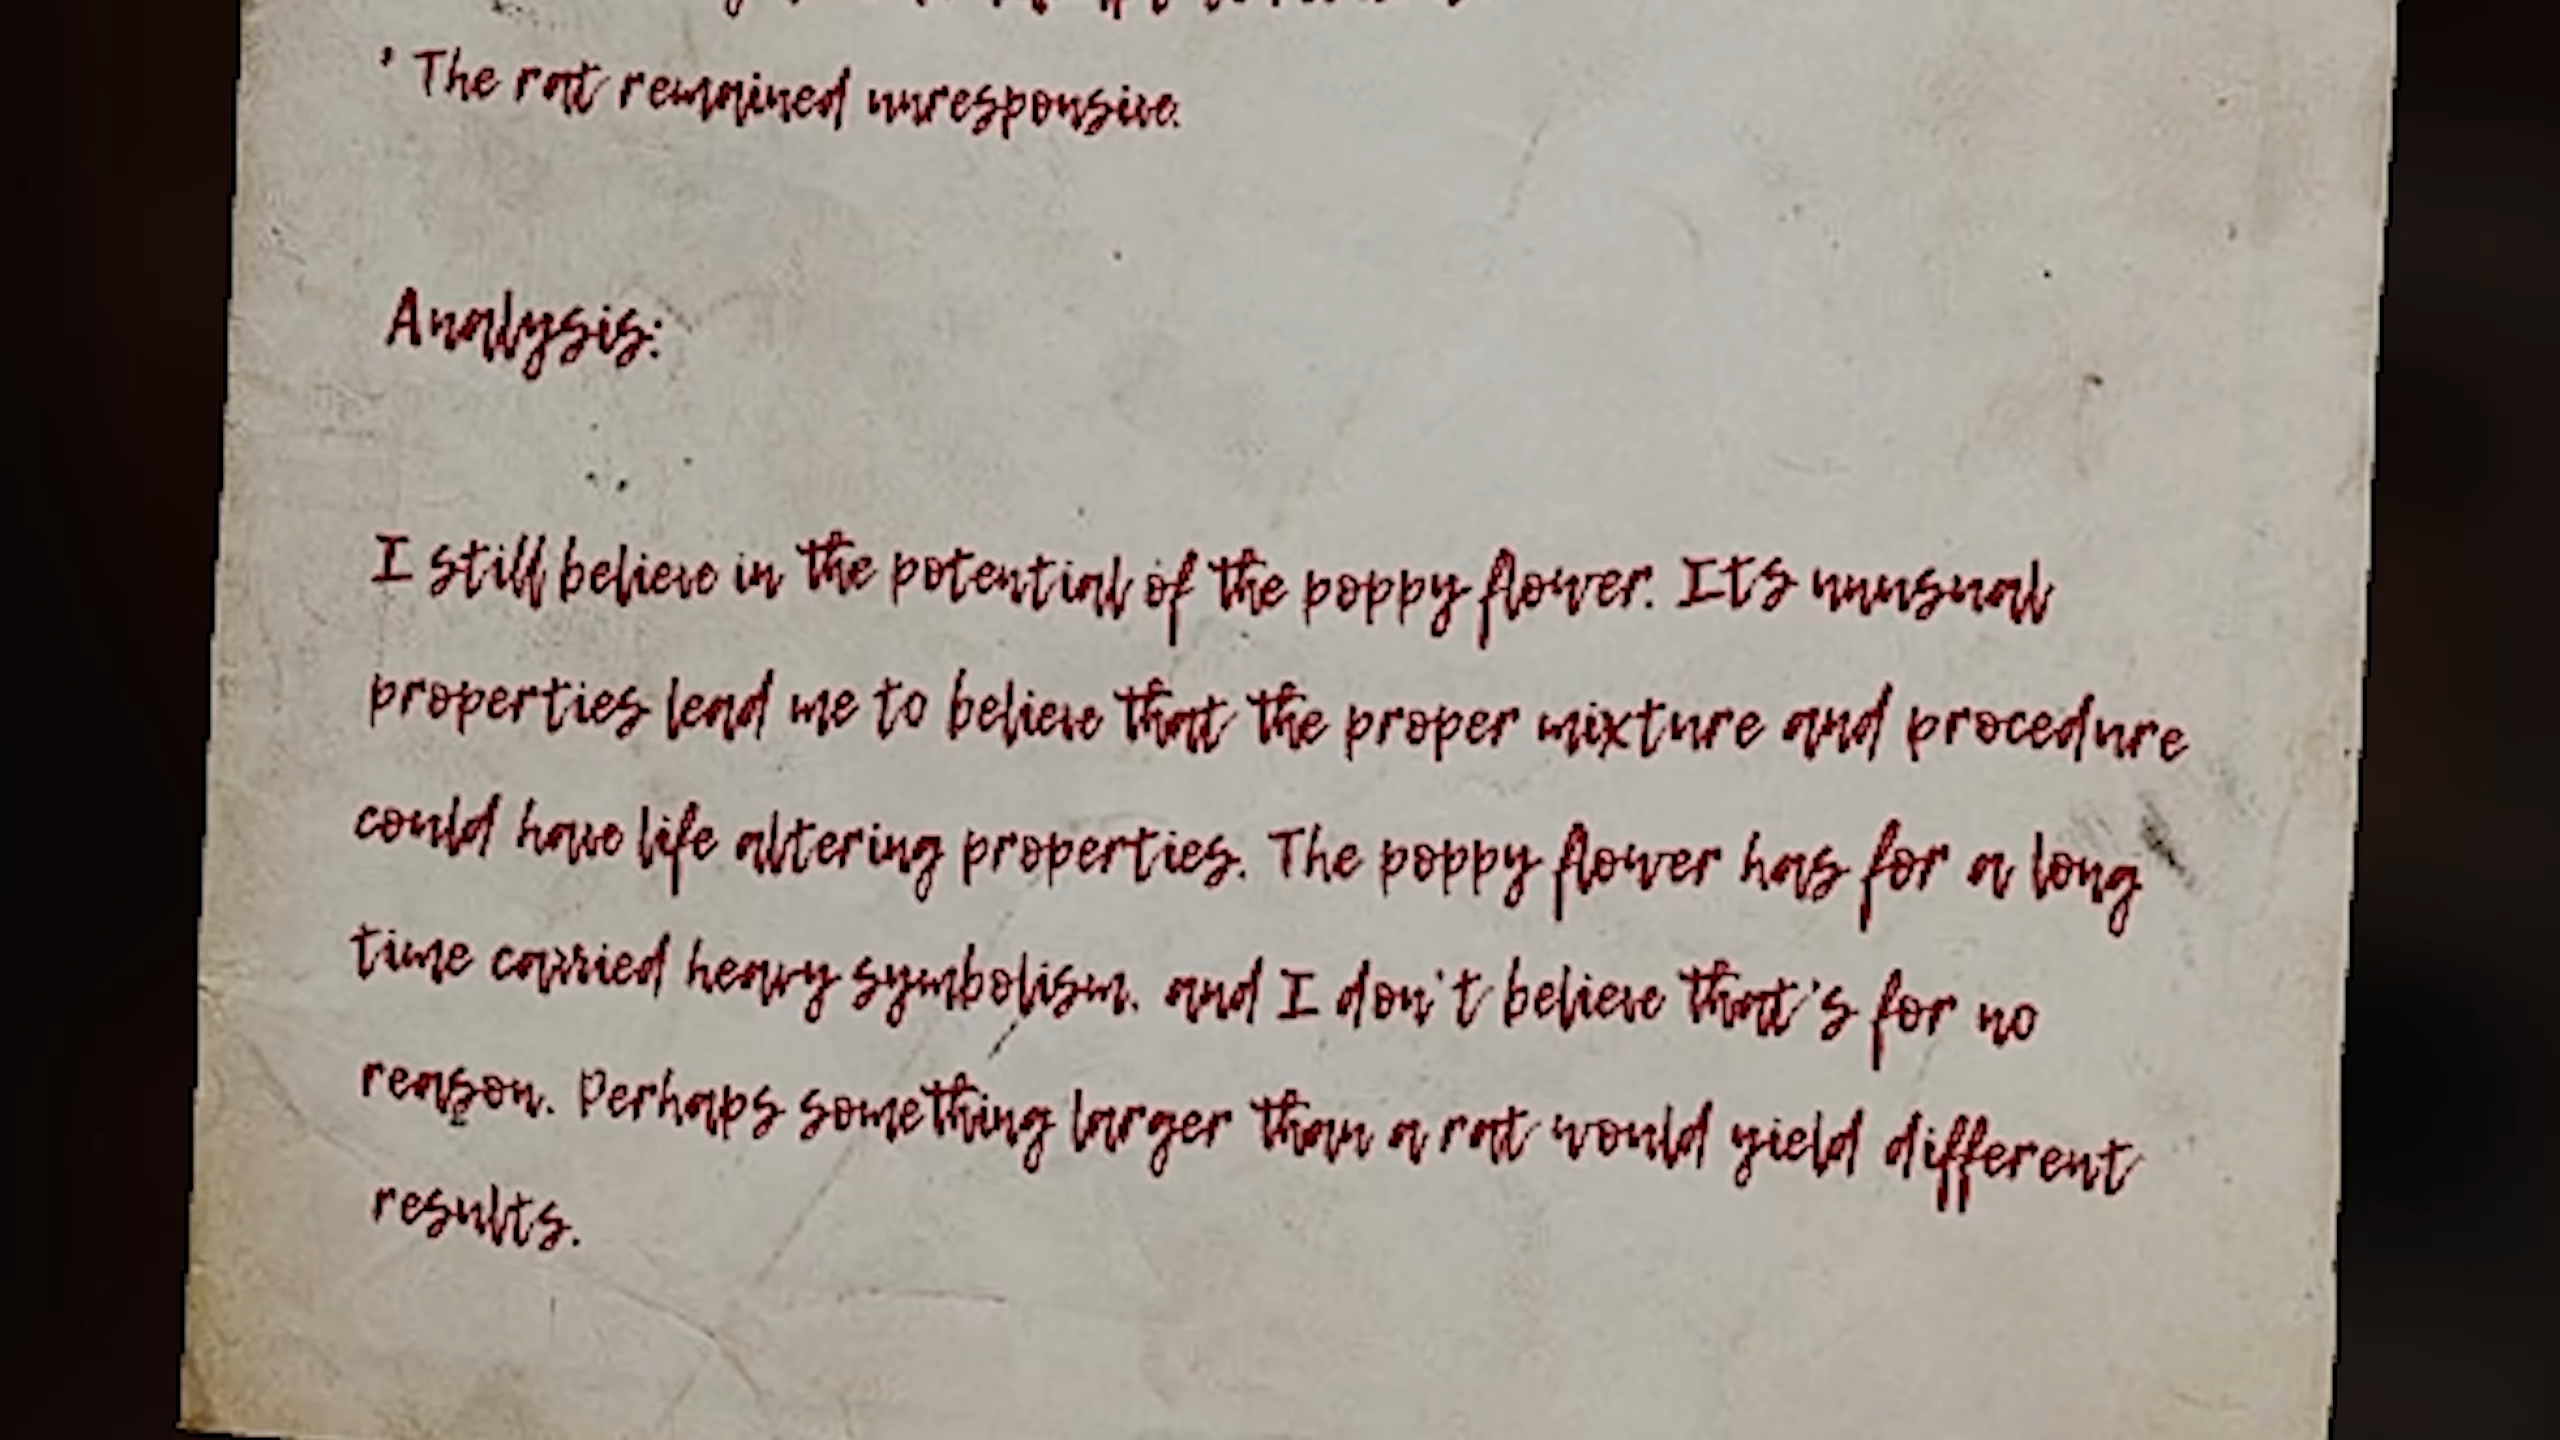 ' The rat remained unresponsive.
Analysis:
I still believe in the potential of the poppy flower. Its unusual
properties lead me to believe that the proper mixture and procedure
could have life altering properties. The poppy flower has for a long
time carried heavy symbolism, and I don't believe that's for no
reason. Perhaps something larger than a rat would yield different
results.